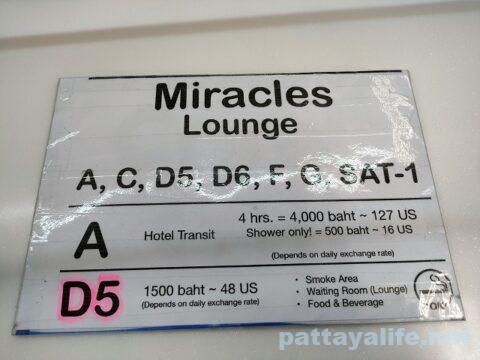 Miracles
Lounge
A, C, D5, D6, F, G, SAT-1
A
Hotel Transit
4 hrs. = 4,000 baht ~ 127 US
Shower only! = 500 baht ~ 16 US
(Depends on daily exchange rate)
D5
1500 baht ~ 48 US
(Depends on daily exchange rate)
• Smoke Area
• Waiting Room (Lounge)
• Food & Beverage
pattayalife.net